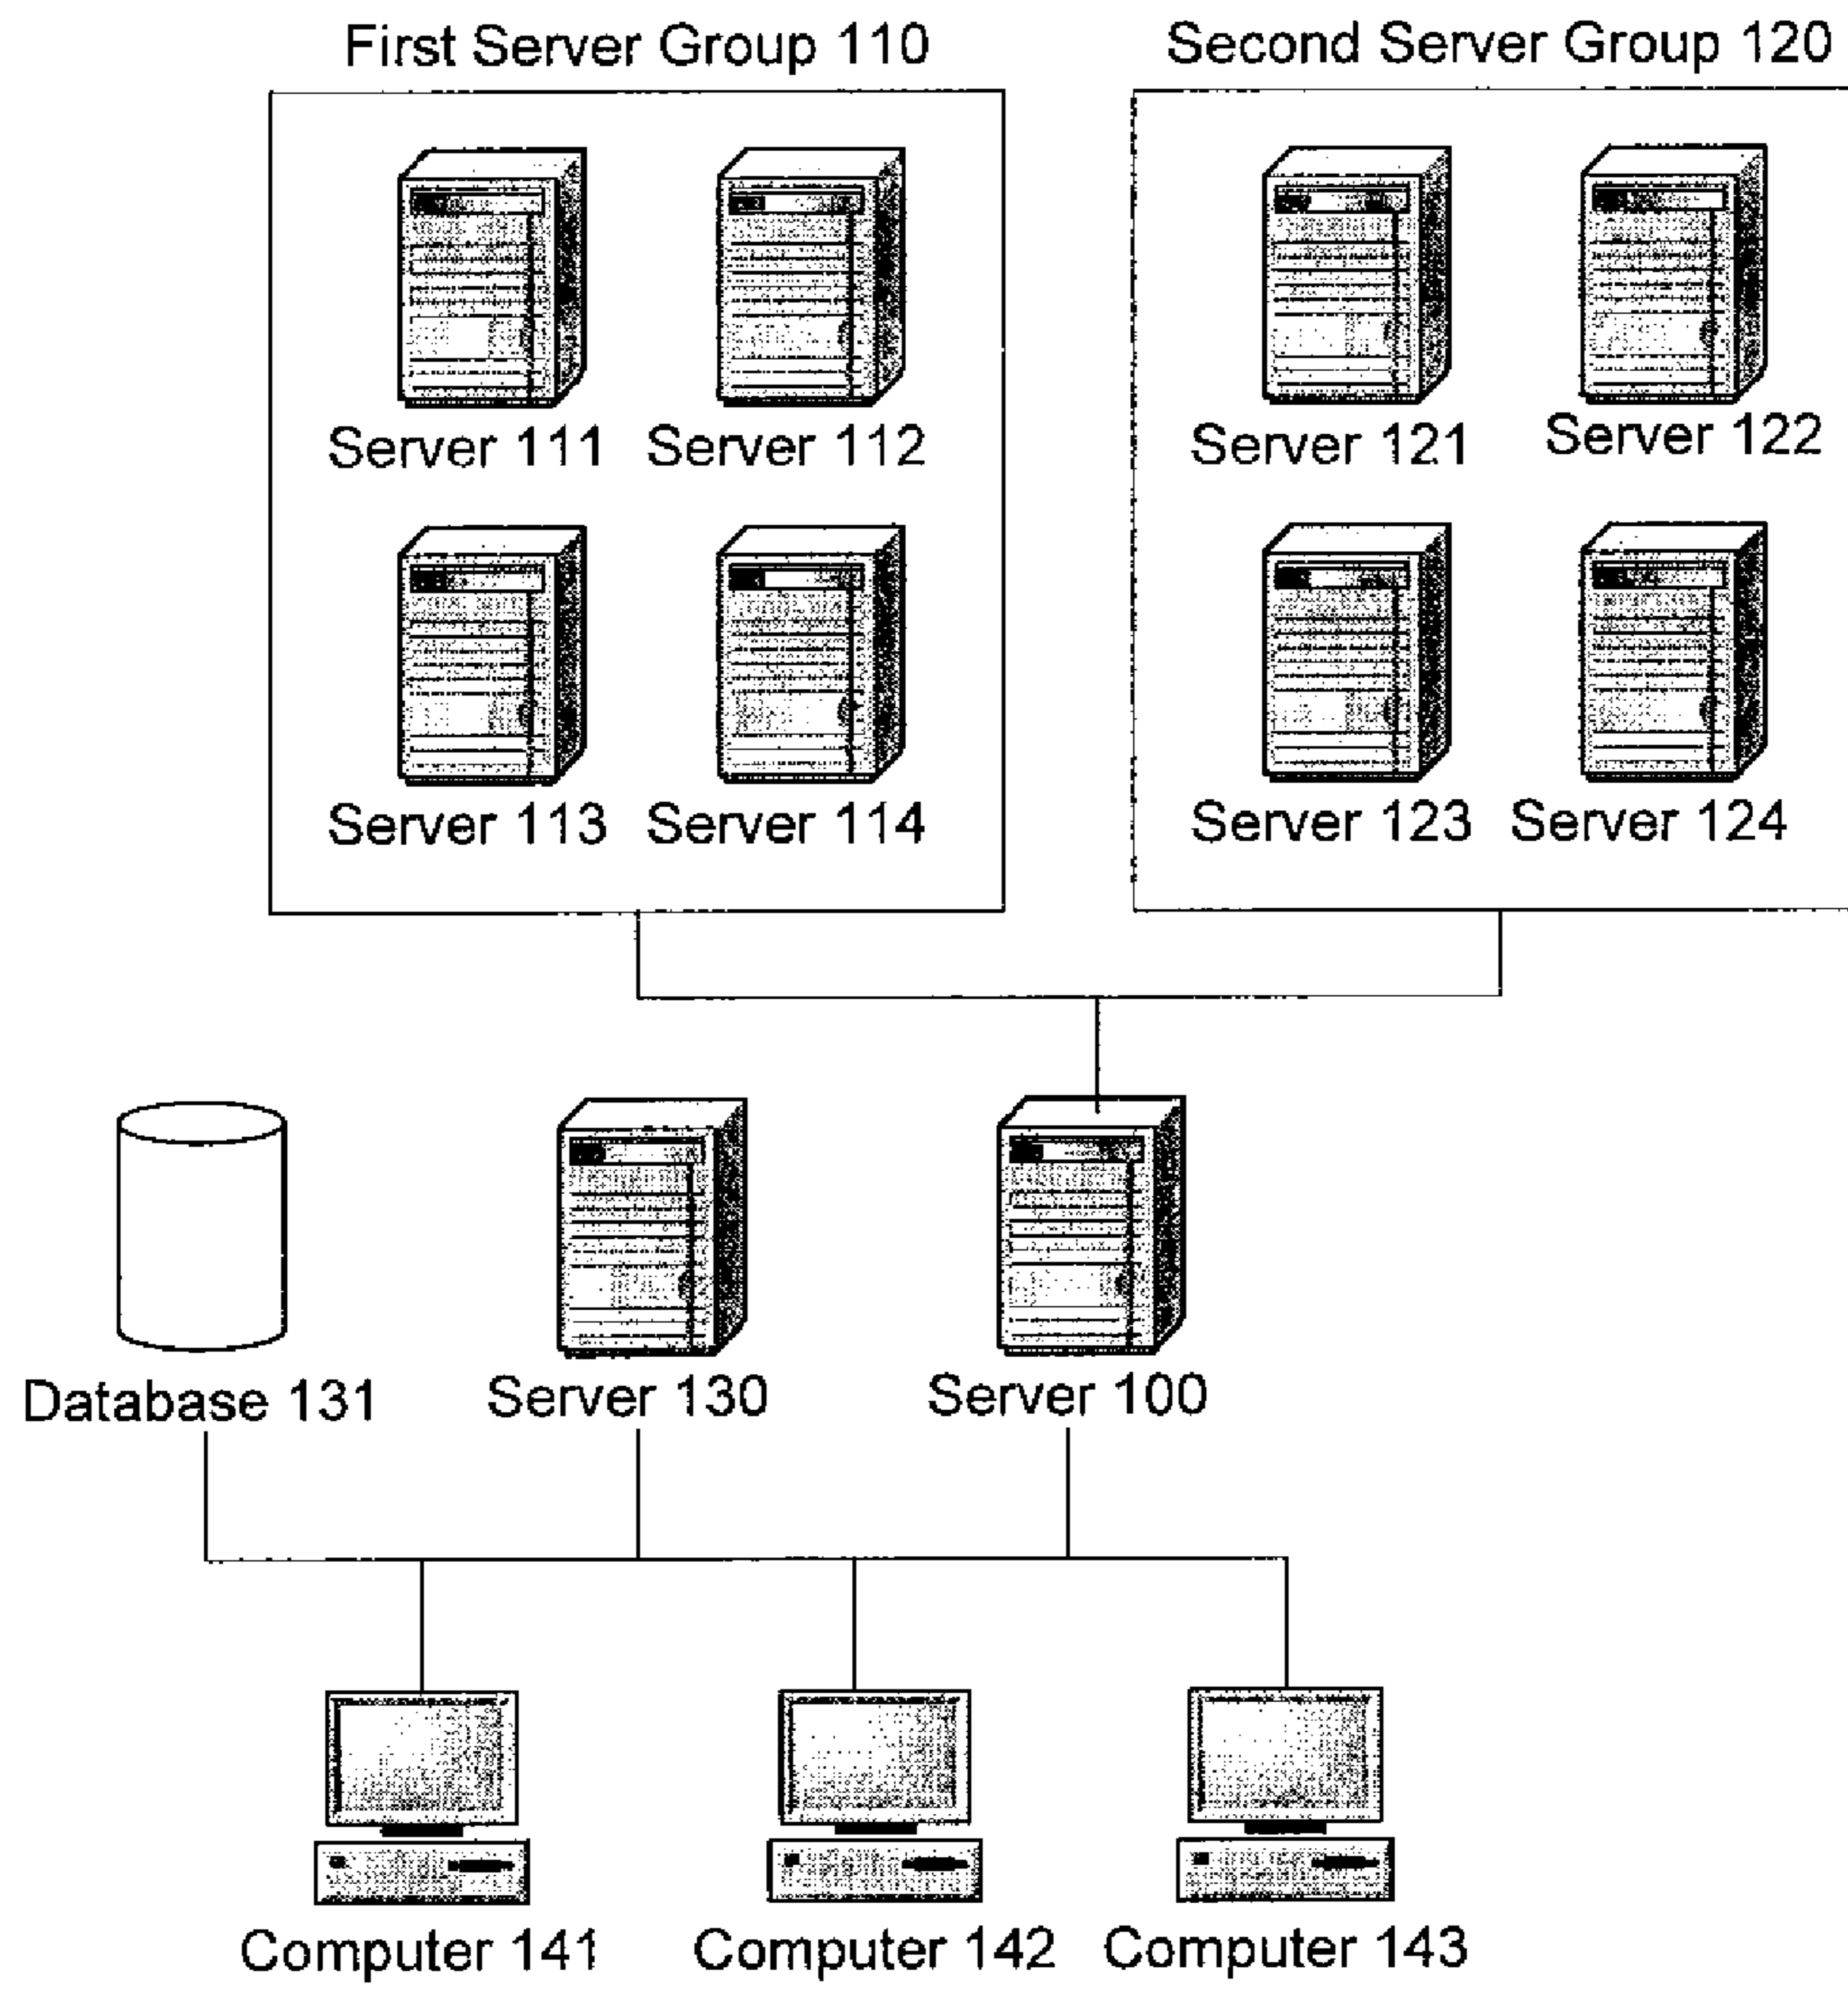 First Server Group 110
Second Server Group 120
Server 111
Server 112
Server 121
Server 122
Server 113
Server 114
Server 123
Server 124
Database 131
Server 130
Server 100
Computer 141
Computer 142
Computer 143